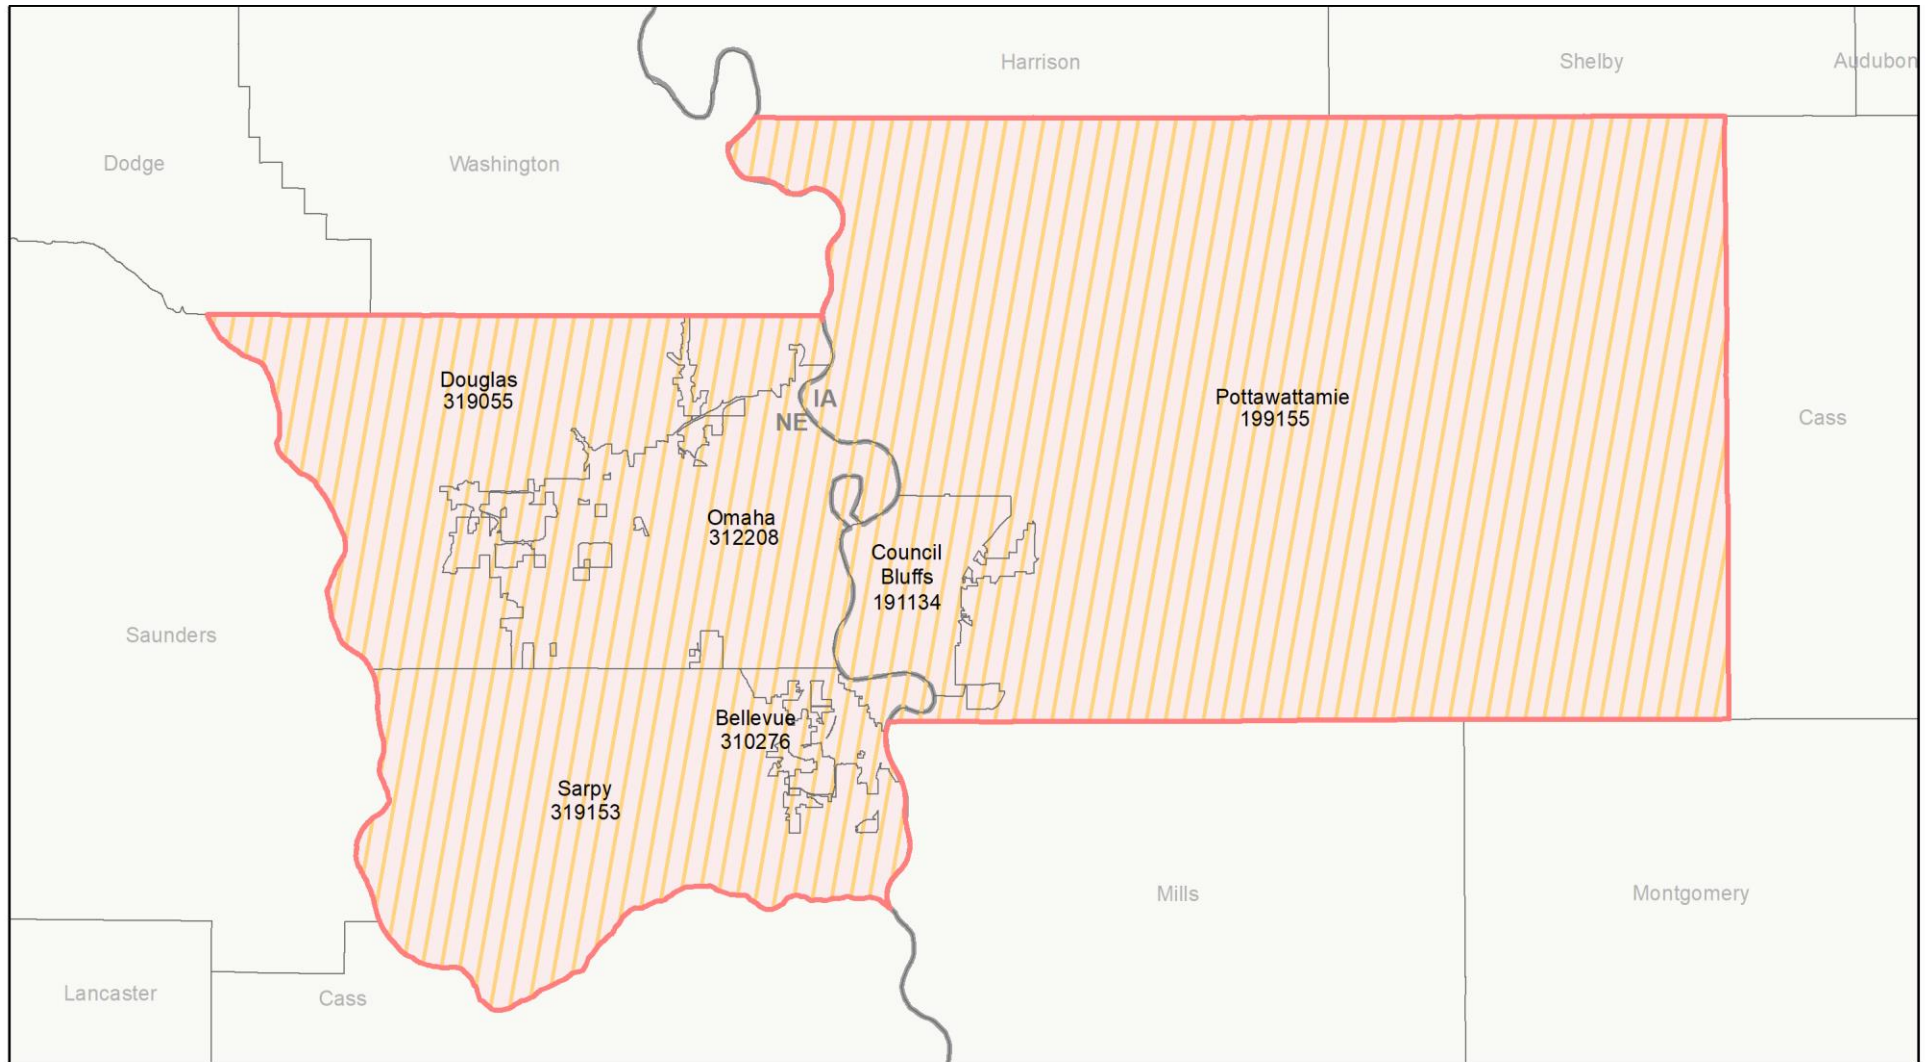 Harrison
Shelby
Audubon
Dodge
Washington
Douglas
319055
IA
NE
Pottawattamie
199155
Cass
Omaha
312208
Council
Bluffs
191134
Saunders
Bellevue
310276
Sarpy
319153
Mills
Montgomery
Lancaster
Cass